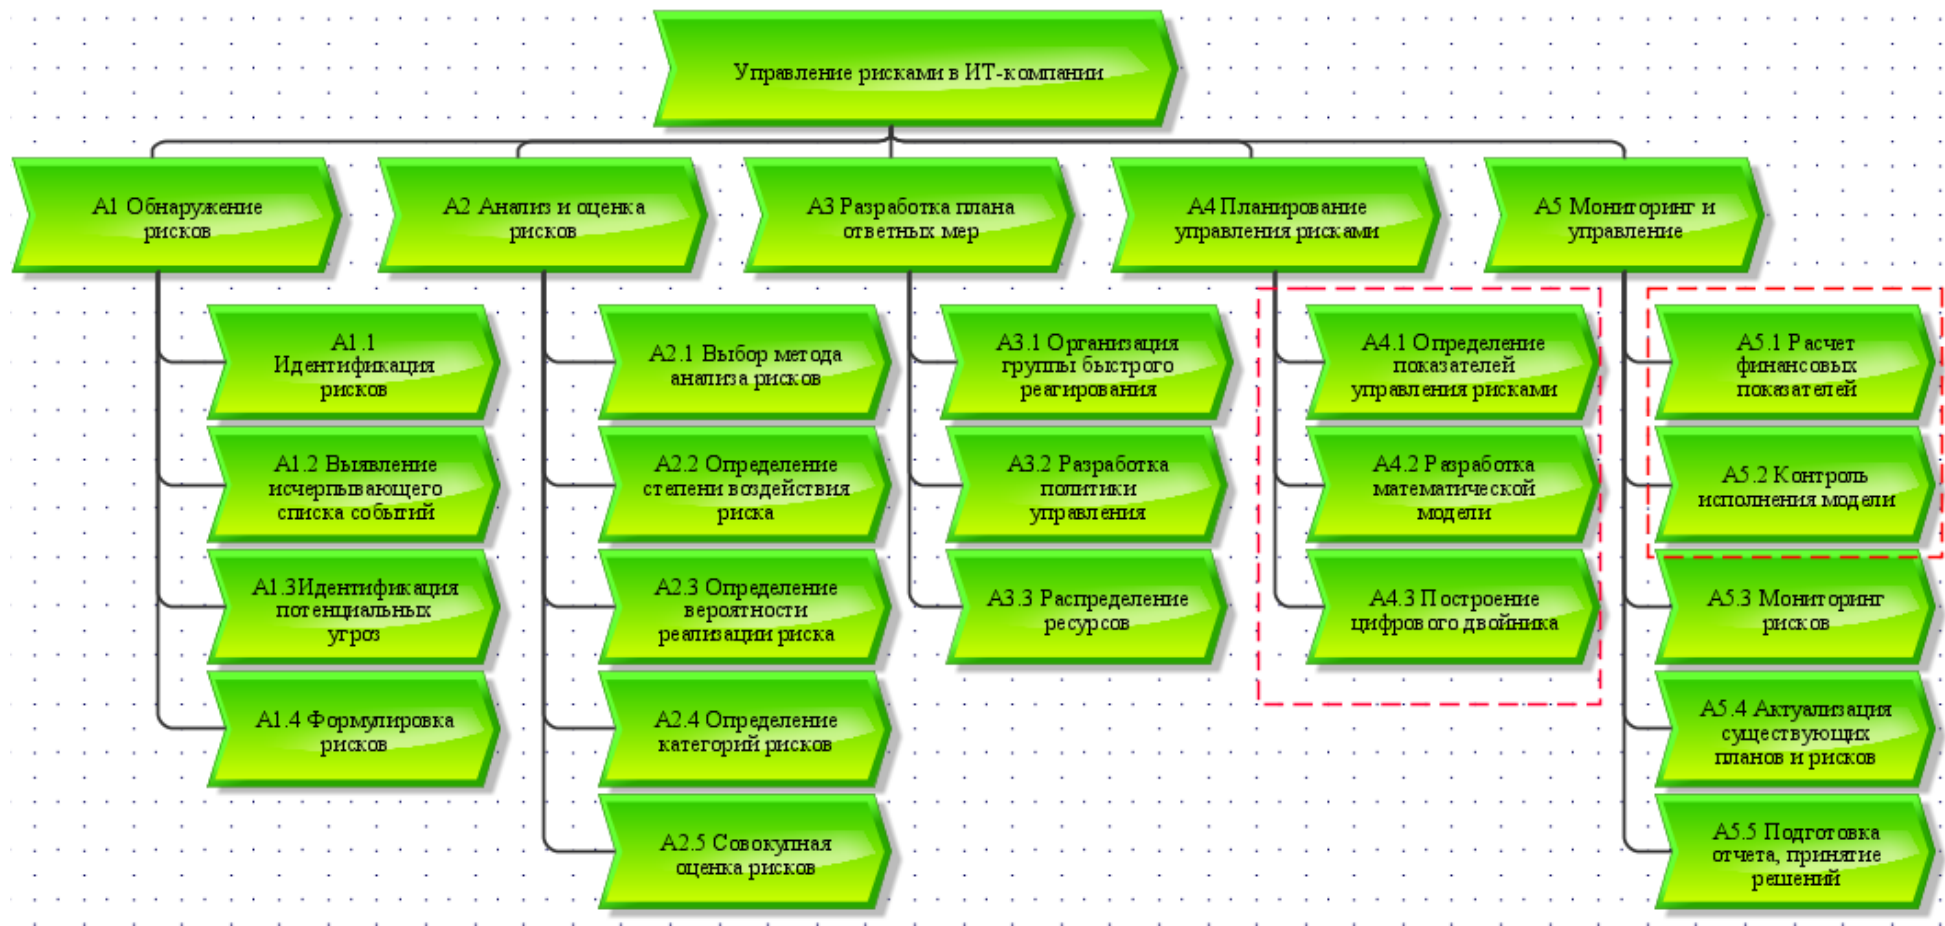 Управление рисками в ИТ-компании
А1 Обнаружение
рисков
А2 Анализ и оценка
рисков
А3 Разработка плана
ответных мер
А4 Планирование
управления рисками
А5 Мониторинг и
управление
А1.1
Идентификация
рисков
А1.2 Выявление
исчерпывающего
списка событий
А1.3Идентификация
потенциальных
угроз
А1.4 Формулировка
рисков
А2.1 Выбор метода
анализа рисков
А2.2 Определение
степени воздействия
риска
А2.3 Определение
вероятности
реализации риска
А2.4 Определение
категорий рисков
А2.5 Совокупная
оценка рисков
А3.1 Организация
группы быстрого
реагирования
А3.2 Разработка
политики
управления
А3.3 Распределение
ресурсов
А4.1 Определение
показателей
управления рисками
А4.2 Разработка
математической
модели
А4.3 Построение
цифрового двойника
А5.1 Расчет
финансовых
показателей
А5.2 Контроль
исполнения модели
А5.3 Мониторинг
рисков
А5.4 Актуализация
существующих
планов и рисков
А5.5 Подготовка
отчета, принятие
решений